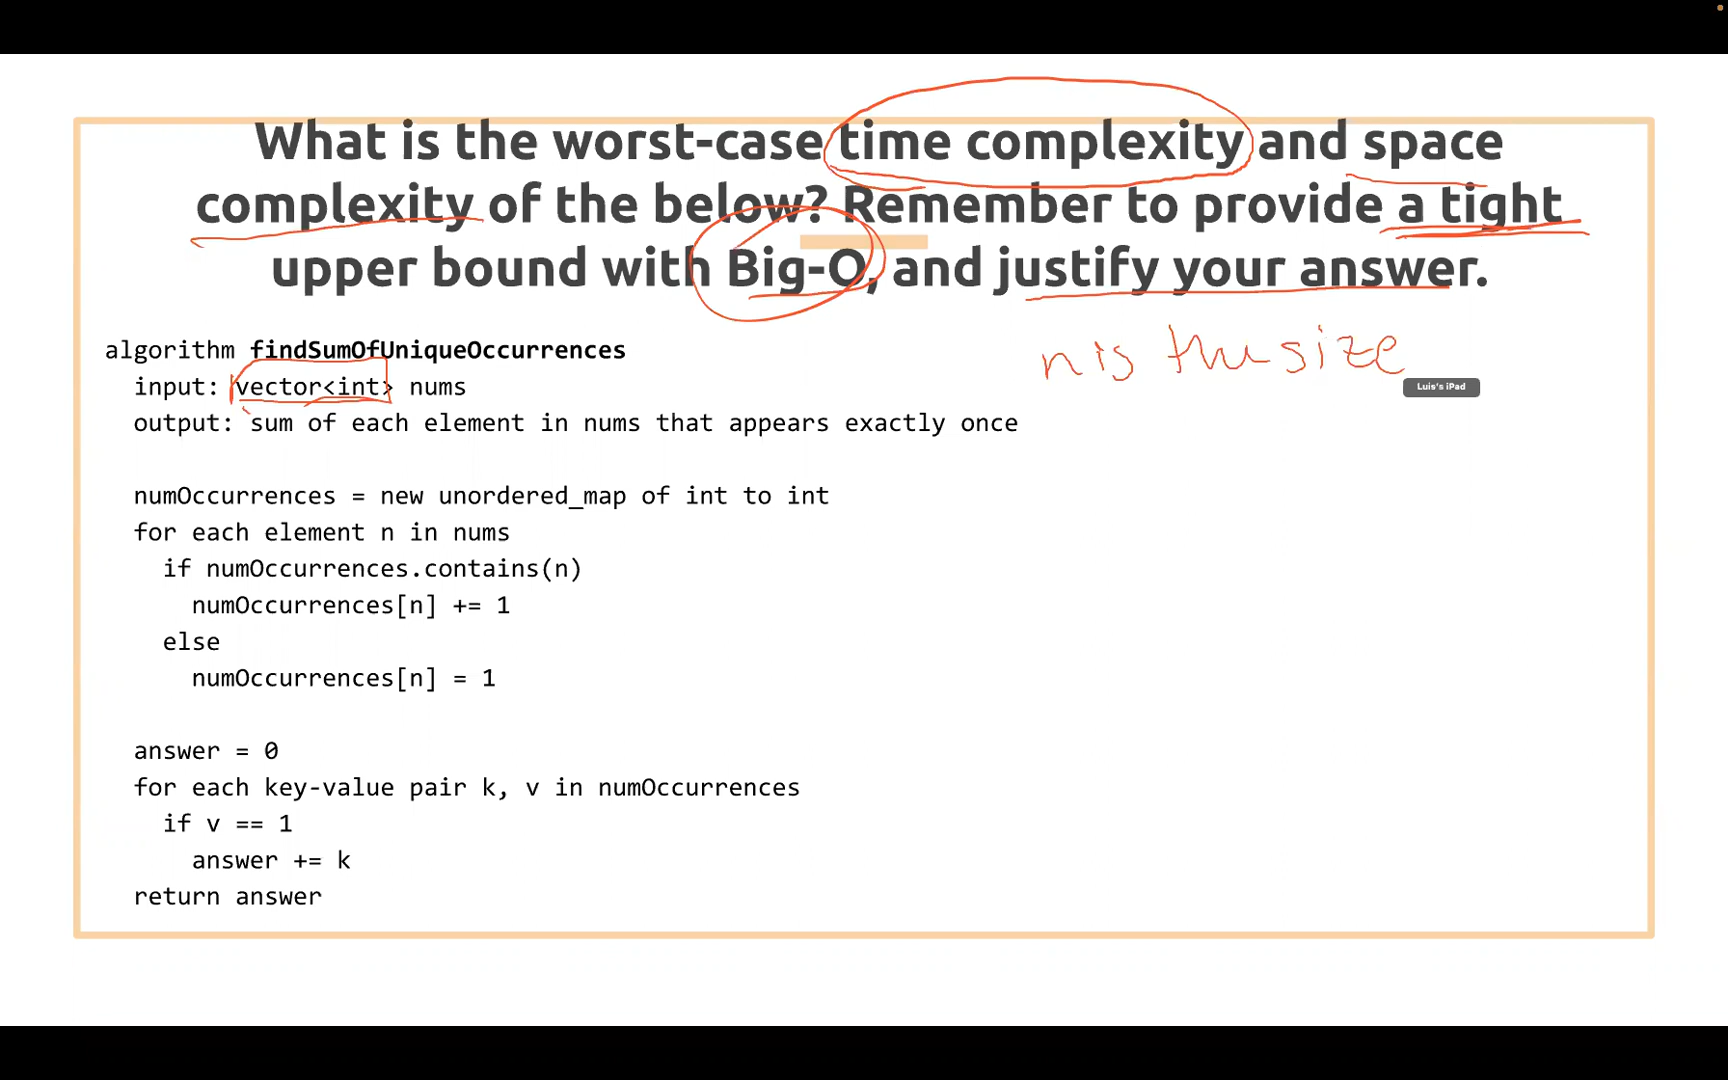 What is the worst-case time complexity and space
complexity of the below? Remember to provide a tight
upper bound with Big-O, and justify your answer.
n is the size
Luis's iPad
algorithm findSumOfUniqueOccurrences
input: vector<int> nums
output: sum of each element in nums that appears exactly once
numOccurrences = new unordered_map of int to int
for each element n in nums
if numOccurrences.contains(n)
numOccurrences[n] += 1
else
numOccurrences[n] = 1
answer = 0
for each key-value pair k, v in numOccurrences
if v == 1
answer += k
return answer